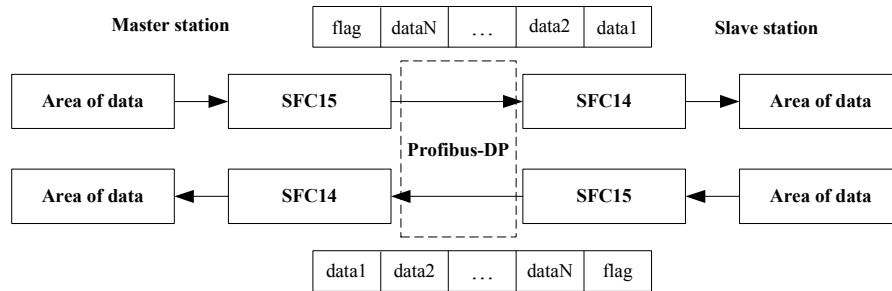 Master station
flag dataN … data2 data1
Slave station
Area of data SFC15 SFC14 Area of data
Profibus-DP
Area of data SFC14 SFC15 Area of data
data1 data2 … dataN flag